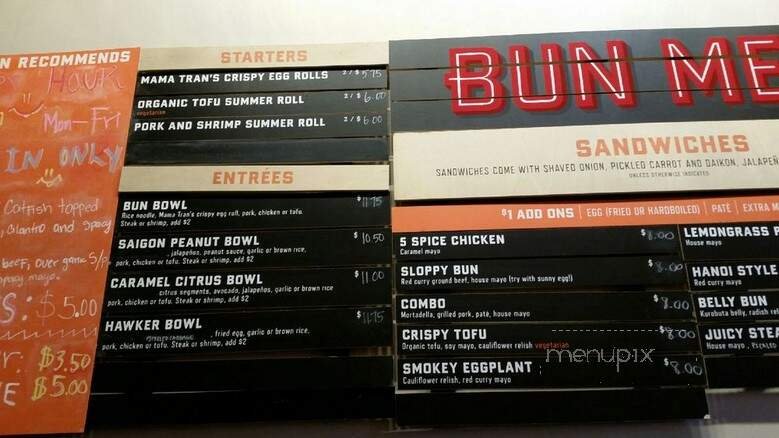 N RECOMMENDS
HOUR
Mon-Fri
IN ONLY
Catfish topped
Cilantro and spicy
beef, over garlic
mayo.
S: $5.00
r. $3.50
E $5.00
STARTERS
MAMA TRAN'S CRISPY EGG ROLLS 2/$ 5.75
ORGANIC TOFU SUMMER ROLL 2/$ 6.00
vegetarian
PORK AND SHRIMP SUMMER ROLL 2/$ 6.00
ENTRÉES
BUN BOWL $11.75
Rice noodle, Mama Tran's crispy egg roll, pork, chicken or tofu.
Steak or shrimp, add $2
SAIGON PEANUT BOWL $10.50
, jalapeños, peanut sauce, garlic or brown rice,
pork, chicken or tofu. Steak or shrimp, add $2
CARAMEL CITRUS BOWL $11.00
citrus segments, avocado, jalapeños, garlic or brown rice
pork, chicken or tofu. Steak or shrimp, add $2
HAWKER BOWL $11.75
, fried egg, garlic or brown rice,
pork, chicken or tofu. Steak or shrimp, add $2
BUN ME
SANDWICHES
SANDWICHES COME WITH SHAVED ONION, PICKLED CARROT AND DAIKON, JALAPEÑ
UNLESS OTHERWISE INDICATED
$1 ADD ONS | EGG (FRIED OR HARDBOILED) | PATÉ | EXTRA M
5 SPICE CHICKEN $8.00
Caramel mayo
SLOPPY BUN $8.00
Red curry ground beef, house mayo (try with sunny egg!)
COMBO $8.00
Mortadella, grilled pork, paté, house mayo
CRISPY TOFU $8.00
Organic tofu, soy mayo, cauliflower relish vegetarian
SMOKEY EGGPLANT $8.00
Cauliflower relish, red curry mayo
LEMONGRASS P
House mayo
HANOI STYLE
Red curry mayo
BELLY BUN
Kurobuta belly, radish rel
JUICY STEA
House mayo, PICKLED
menupix